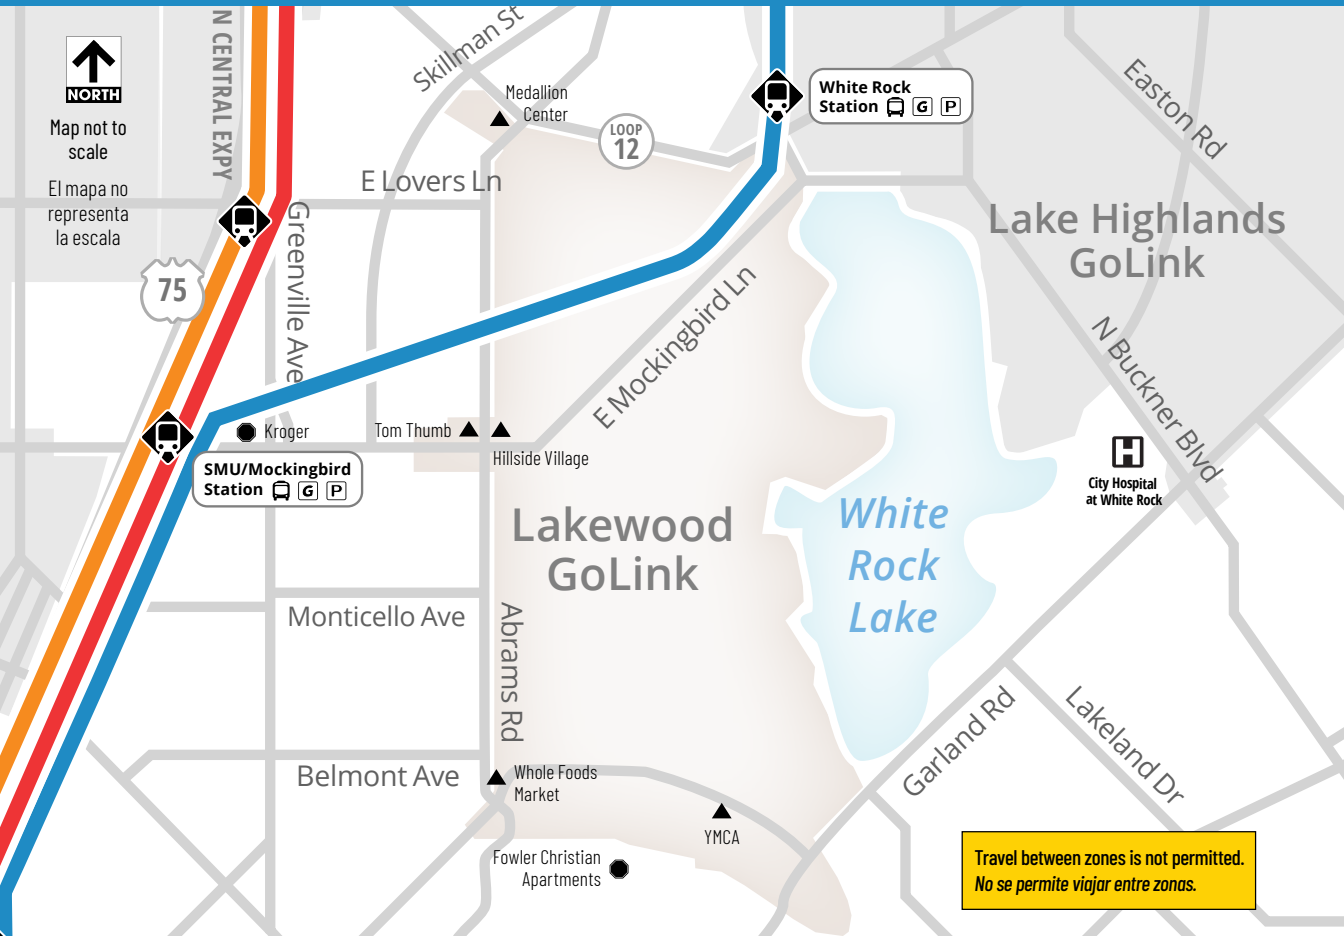 NORTH
Map not to
scale
El mapa no
representa
la escala
N CENTRAL EXPY
75
Skillman St
Medallion
Center
LOOP
12
White Rock
Station G P
Easton Rd
E Lovers Ln
Greenville Ave
Lake Highlands
GoLink
E Mockingbird Ln
N Buckner Blvd
Kroger
Tom Thumb
Hillside Village
SMU/Mockingbird
Station G P
H
City Hospital
at White Rock
Lakewood
GoLink
White
Rock
Lake
Monticello Ave
Abrams Rd
Garland Rd
Lakeland Dr
Belmont Ave
Whole Foods
Market
YMCA
Fowler Christian
Apartments
Travel between zones is not permitted.
No se permite viajar entre zonas.